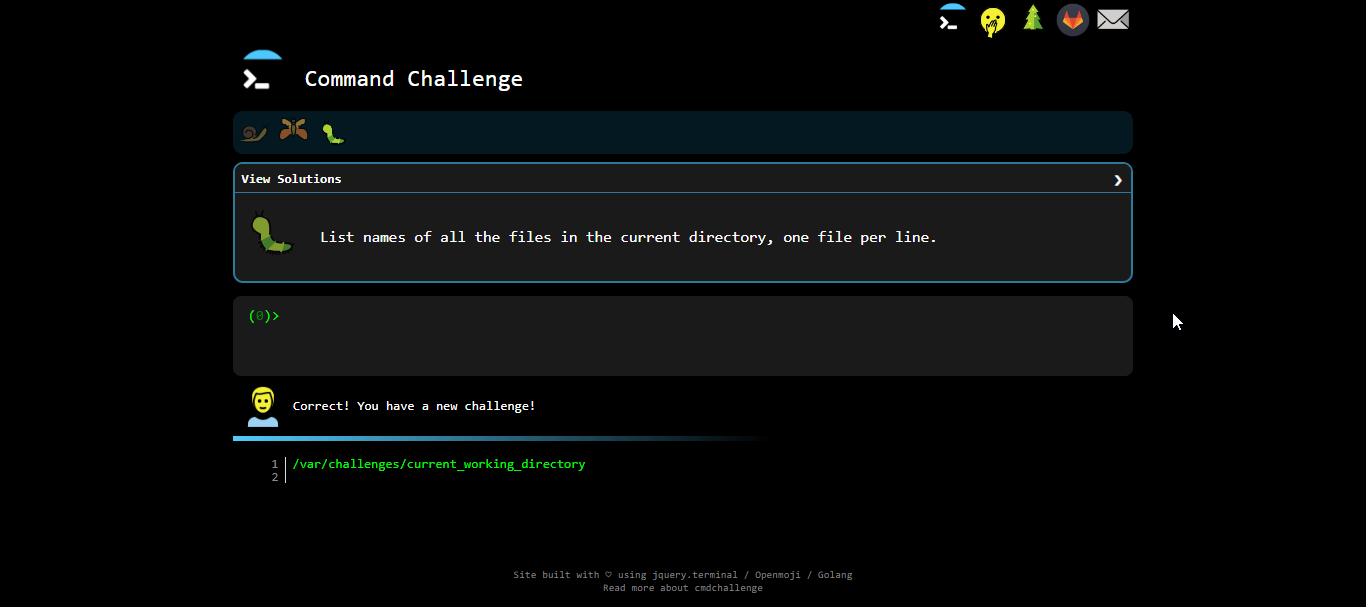 Command Challenge
View Solutions
List names of all the files in the current directory, one file per line.
(0)>
Correct! You have a new challenge!
1 /var/challenges/current_working_directory
2
Site built with ♡ using jquery.terminal / Openmoji / Golang
Read more about cmdchallenge